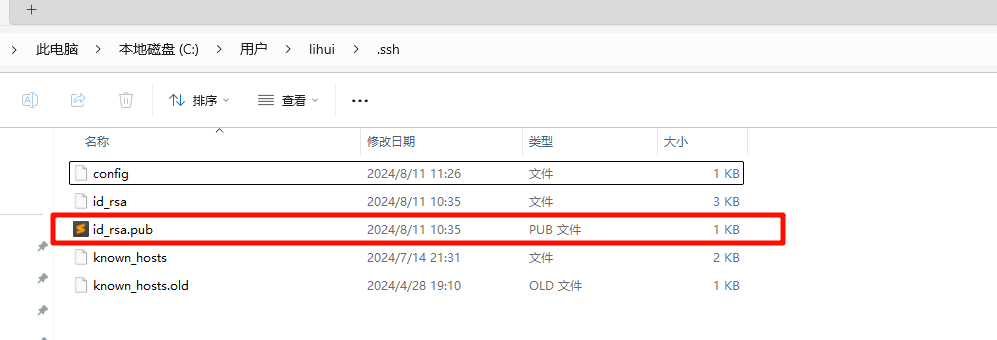 +
此电脑 > 本地磁盘 (C:) > 用户 > lihui > .ssh
排序 查看 ...
名称 修改日期 类型 大小
config 2024/8/11 11:26 文件 1 KB
id_rsa 2024/8/11 10:35 文件 3 KB
id_rsa.pub 2024/8/11 10:35 PUB 文件 1 KB
known_hosts 2024/7/14 21:31 文件 2 KB
known_hosts.old 2024/4/28 19:10 OLD 文件 1 KB